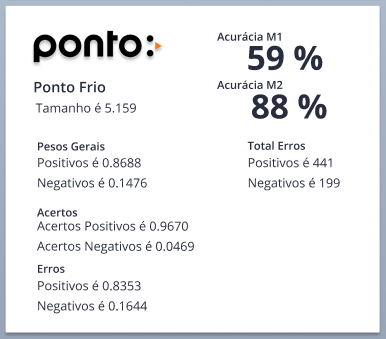 ponto:
Ponto Frio
Tamanho é 5.159
Acurácia M1
59 %
Acurácia M2
88 %
Pesos Gerais
Positivos é 0.8688
Negativos é 0.1476
Total Erros
Positivos é 441
Negativos é 199
Acertos
Acertos Positivos é 0.9670
Acertos Negativos é 0.0469
Erros
Positivos é 0.8353
Negativos é 0.1644